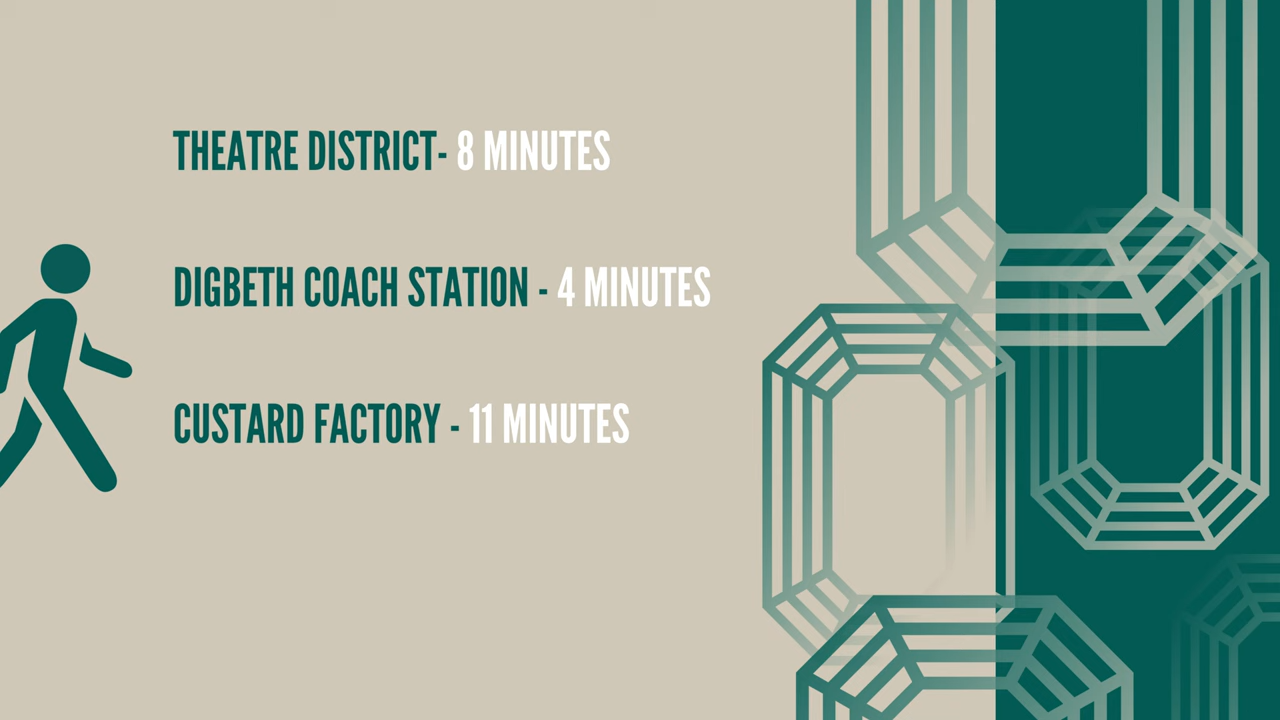 THEATRE DISTRICT- 8 MINUTES
DIGBETH COACH STATION - 4 MINUTES
CUSTARD FACTORY - 11 MINUTES